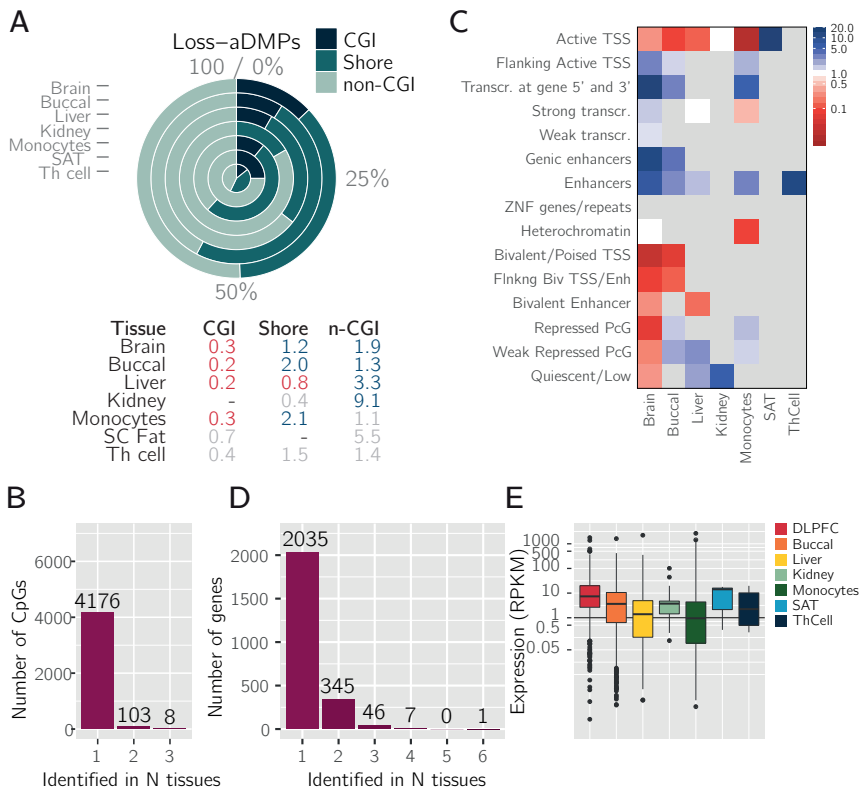 A
Loss–aDMPs
CGI
Shore
non-CGI
100 / 0%
Brain
Buccal
Liver
Kidney
Monocytes
SAT
Th cell
25%
50%
Tissue CGI Shore n-CGI
Brain 0.3 1.2 1.9
Buccal 0.2 2.0 1.3
Liver 0.2 0.8 3.3
Kidney - 0.4 9.1
Monocytes 0.3 2.1 1.1
SC Fat 0.7 - 5.5
Th cell 0.4 1.5 1.4
C
Active TSS
Flanking Active TSS
Transcr. at gene 5' and 3'
Strong transcr.
Weak transcr.
Genic enhancers
Enhancers
ZNF genes/repeats
Heterochromatin
Bivalent/Poised TSS
Flnkng Biv TSS/Enh
Bivalent Enhancer
Repressed PcG
Weak Repressed PcG
Quiescent/Low
Brain
Buccal
Liver
Kidney
Monocytes
SAT
ThCell
20.0
10.0
5.0
1.0
0.5
0.1
B
Number of CpGs
6000
4000
2000
0
4176
103
8
1 2 3
Identified in N tissues
D
Number of genes
2000
1500
1000
500
0
2035
345
46
7
0
1
1 2 3 4 5 6
Identified in N tissues
E
Expression (RPKM)
1000
500
100
50
10
5
1
0.5
0.05
DLPFC
Buccal
Liver
Kidney
Monocytes
SAT
ThCell